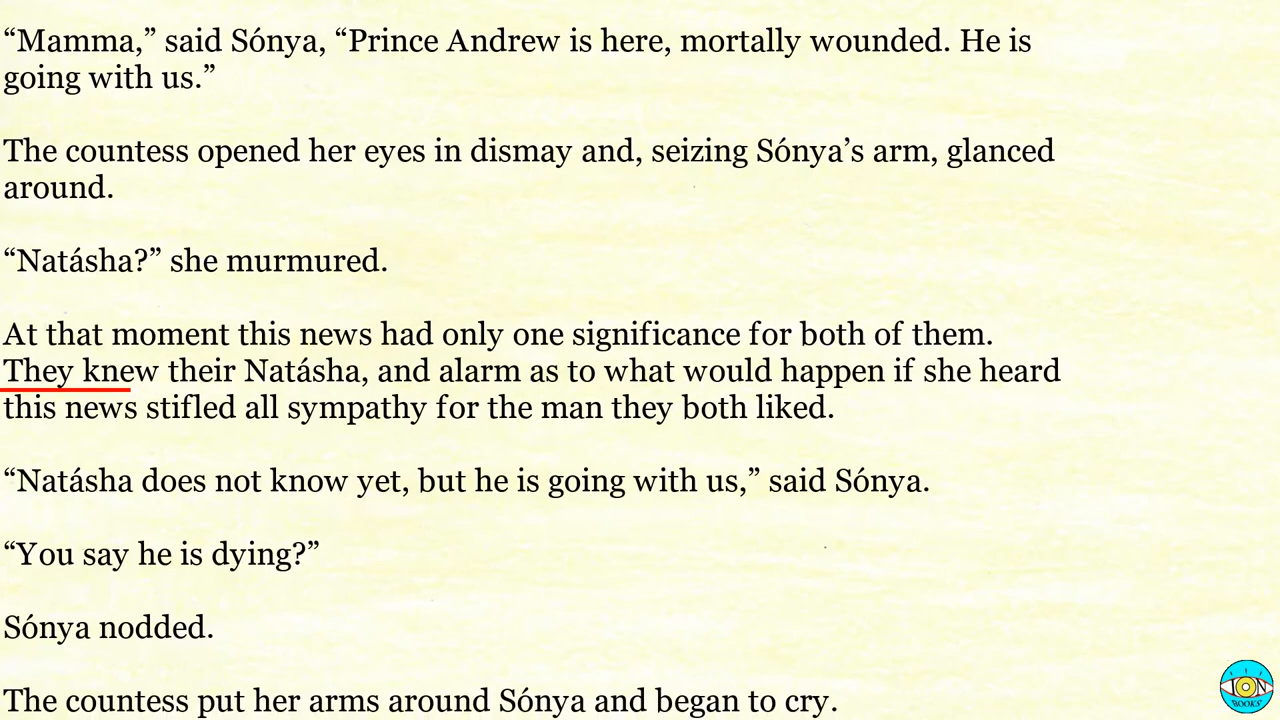 “Mamma,” said Sónya, “Prince Andrew is here, mortally wounded. He is
going with us.”
The countess opened her eyes in dismay and, seizing Sónya’s arm, glanced
around.
“Natásha?” she murmured.
At that moment this news had only one significance for both of them.
They knew their Natásha, and alarm as to what would happen if she heard
this news stifled all sympathy for the man they both liked.
“Natásha does not know yet, but he is going with us,” said Sónya.
“You say he is dying?”
Sónya nodded.
The countess put her arms around Sónya and began to cry.
ION
BOOKS